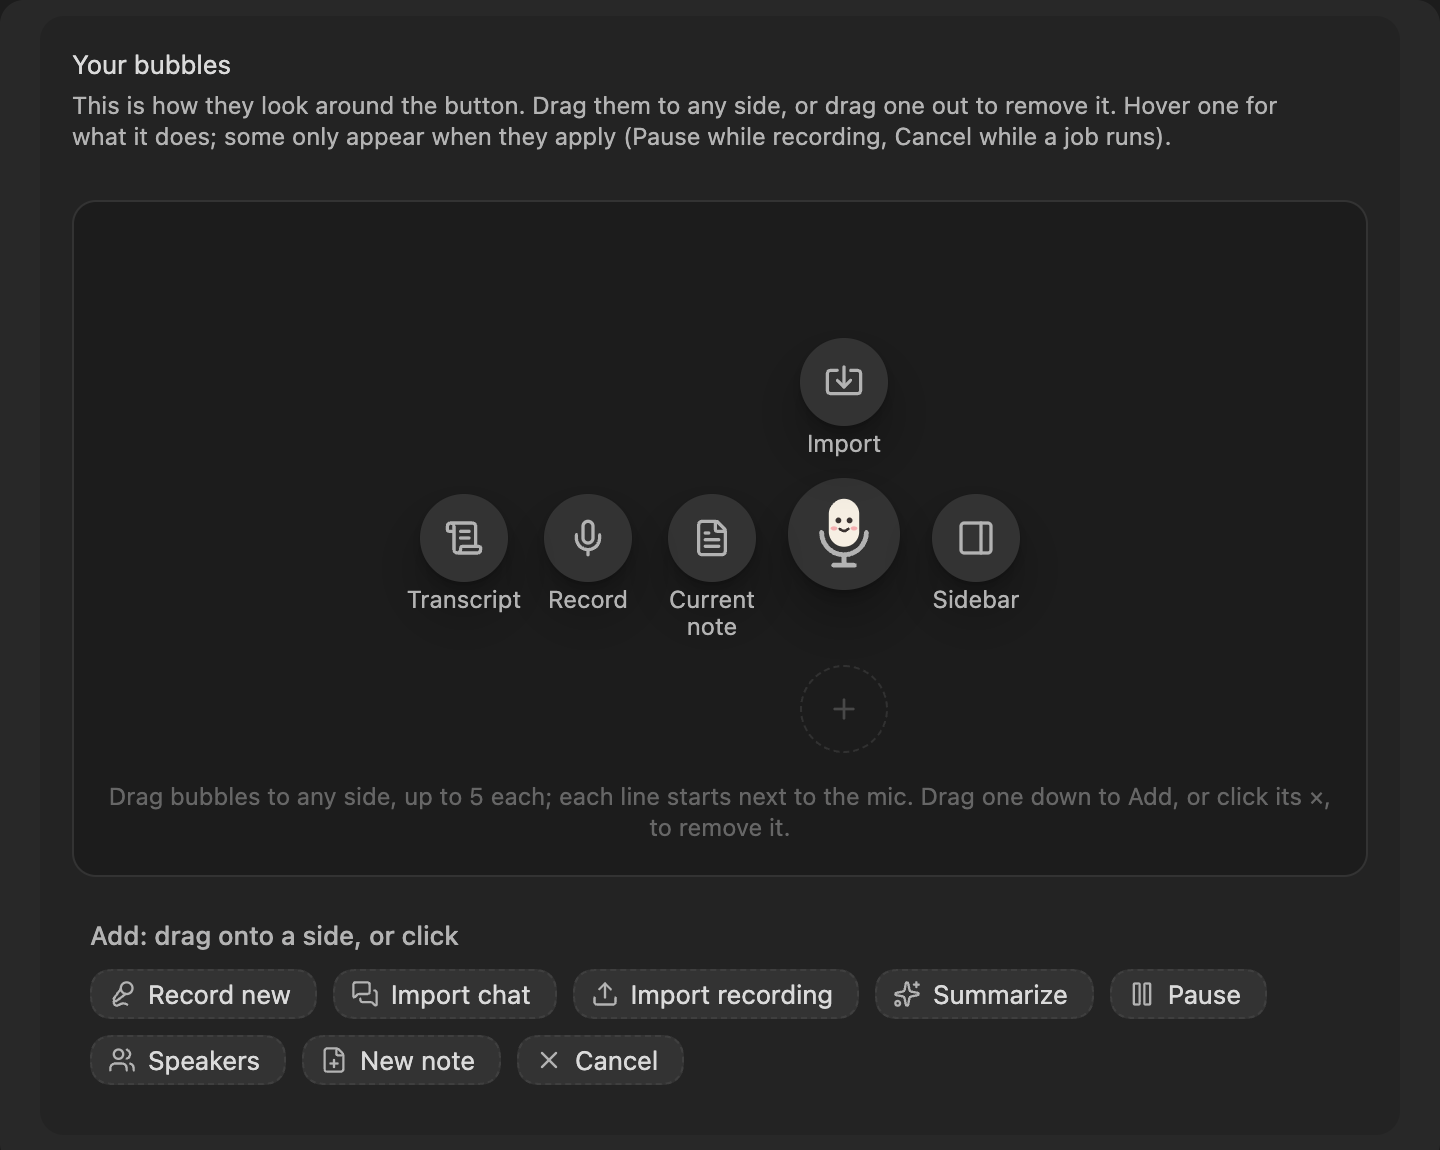 Your bubbles
This is how they look around the button. Drag them to any side, or drag one out to remove it. Hover one for
what it does; some only appear when they apply (Pause while recording, Cancel while a job runs).
Import
Transcript
Record
Current
note
Sidebar
Drag bubbles to any side, up to 5 each; each line starts next to the mic. Drag one down to Add, or click its ×,
to remove it.
Add: drag onto a side, or click
Record new
Import chat
Import recording
Summarize
Pause
Speakers
New note
Cancel